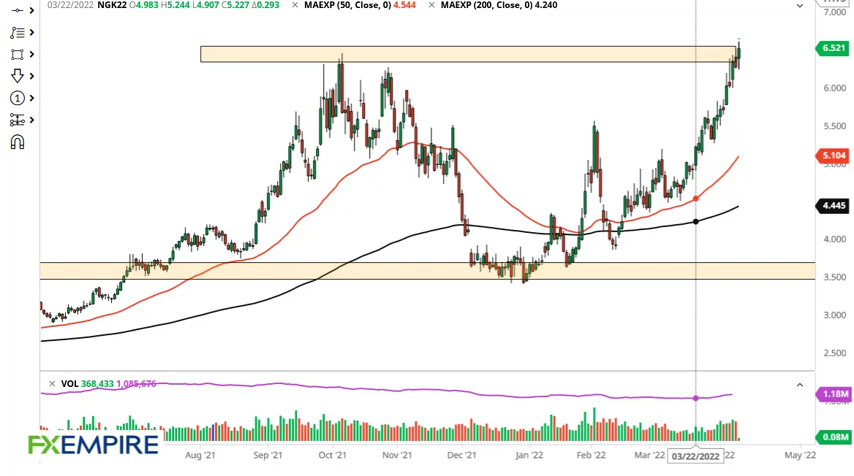 03/22/2022 NGK22 O4.983 H5.244 L4.907 C5.227 Δ0.293 × MAEXP (50, Close, 0) 4.544 × MAEXP (200, Close, 0) 4.240
7.000
6.521
6.000
5.500
5.104
4.445
4.000
3.500
3.000
2.500
× VOL 368,433 1,085,676
1.18M
0.08M
FXEMPIRE
Aug '21 Sep '21 Oct '21 Nov '21 Dec '21 Jan '22 Feb '22 Mar '22 03/22/2022 '22 May '22